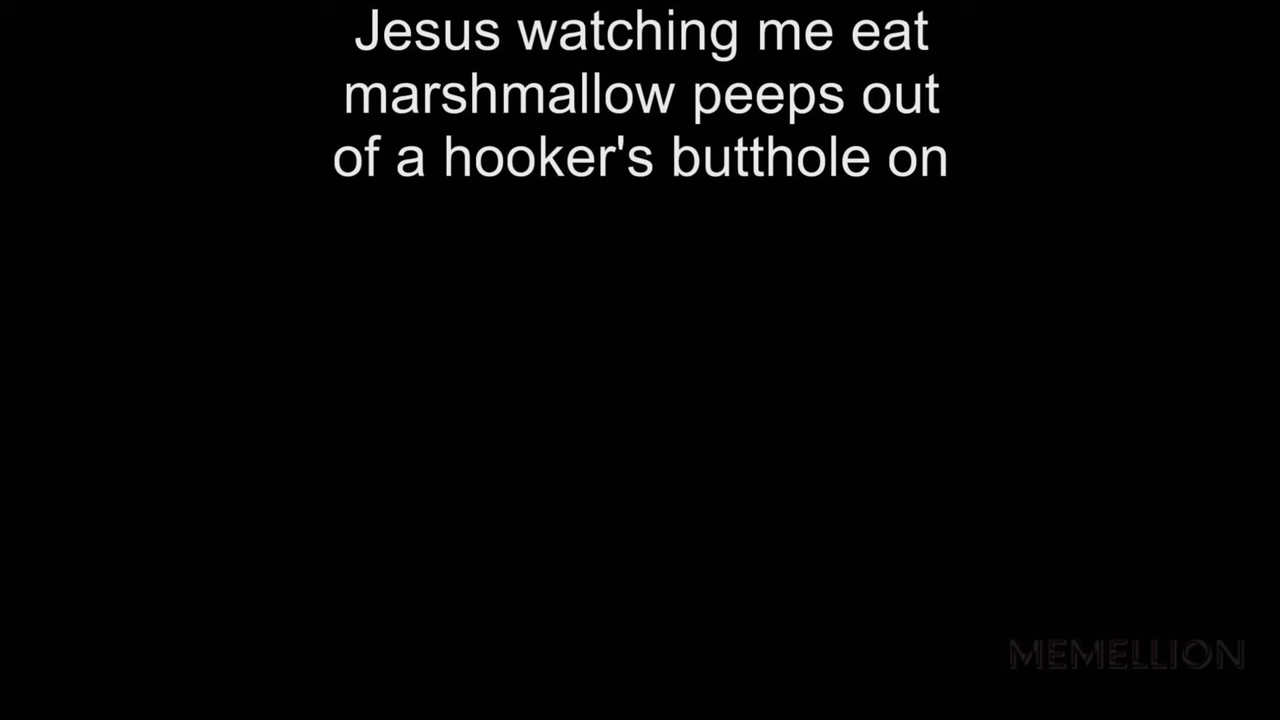 Jesus watching me eat
marshmallow peeps out
of a hooker's butthole on
MEMELLION